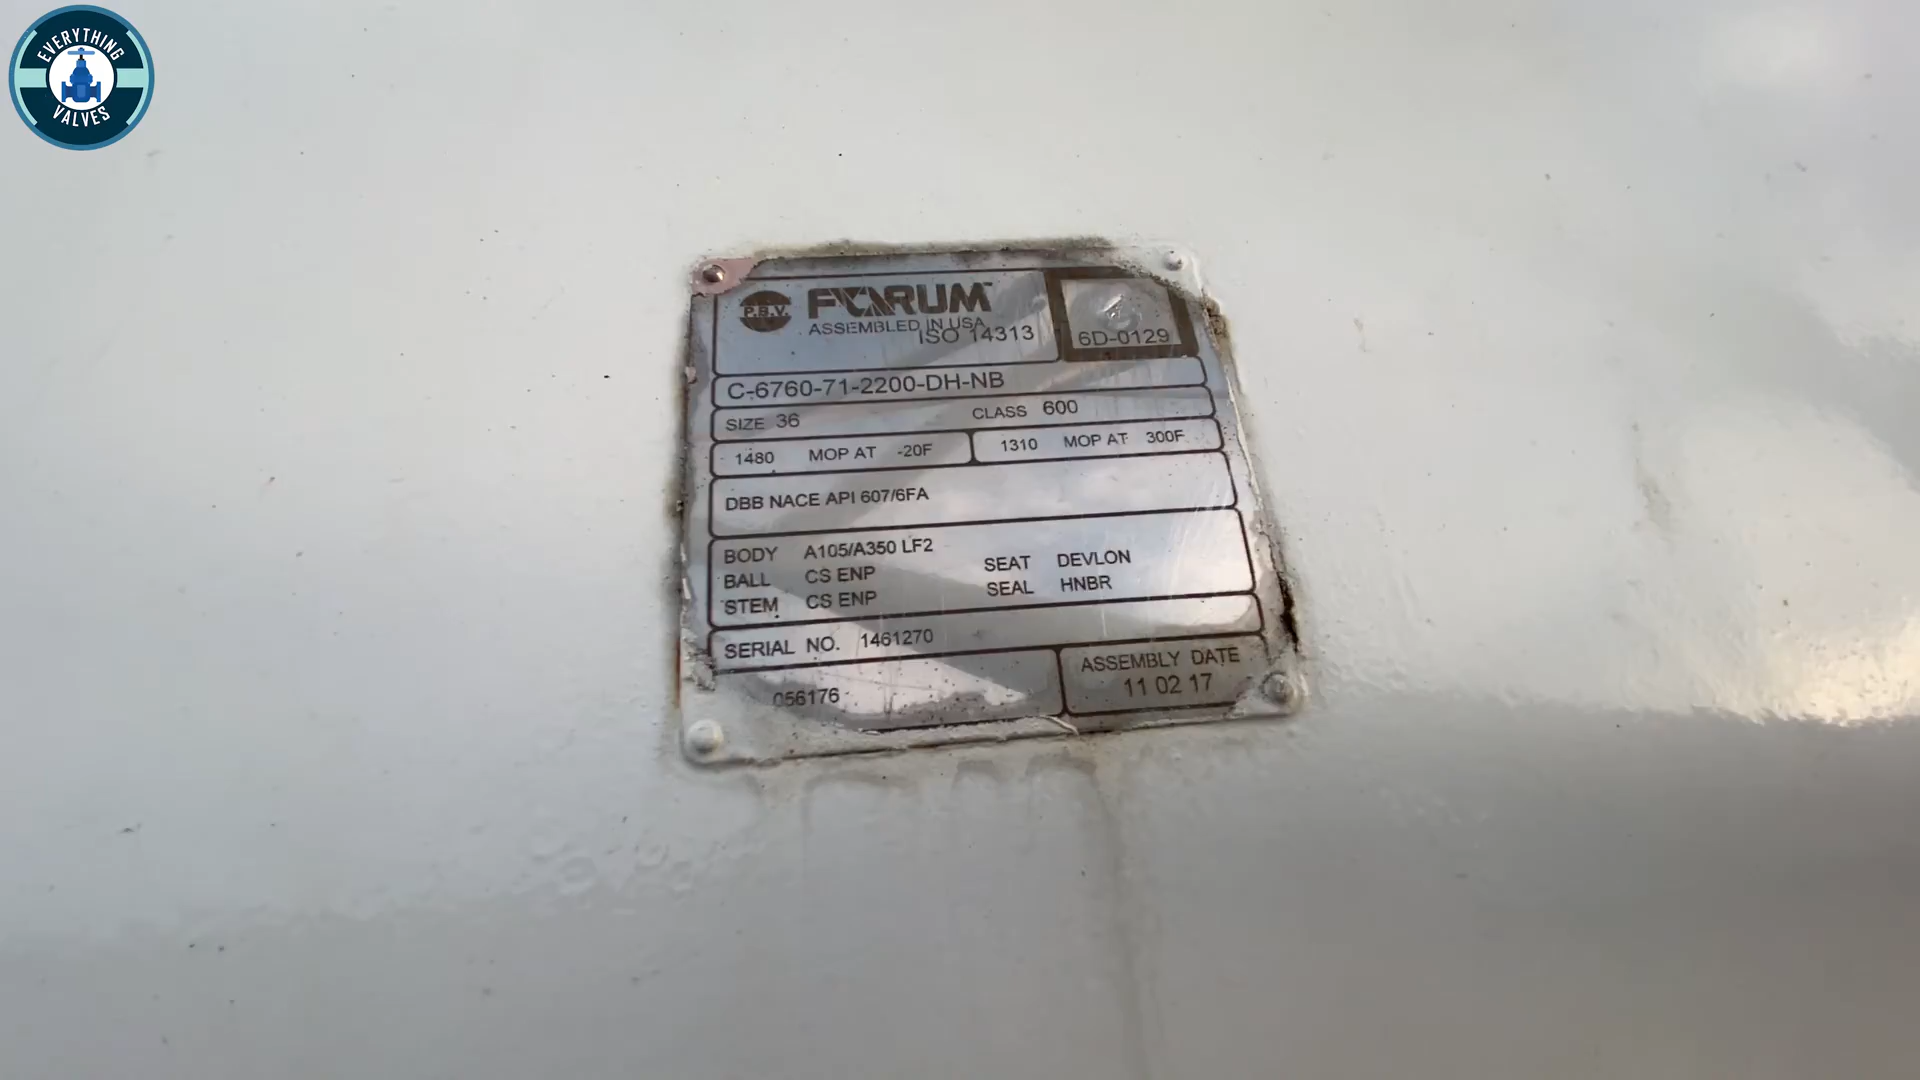 EVERYTHING
VALVES
P.B.V. FORUM
ASSEMBLED IN USA
ISO 14313
6D-0129
C-6760-71-2200-DH-NB
SIZE 36 CLASS 600
1480 MOP AT -20F 1310 MOP AT 300F
DBB NACE API 607/6FA
BODY A105/A350 LF2
BALL CS ENP SEAT DEVLON
STEM CS ENP SEAL HNBR
SERIAL NO. 1461270
056176
ASSEMBLY DATE
11 02 17